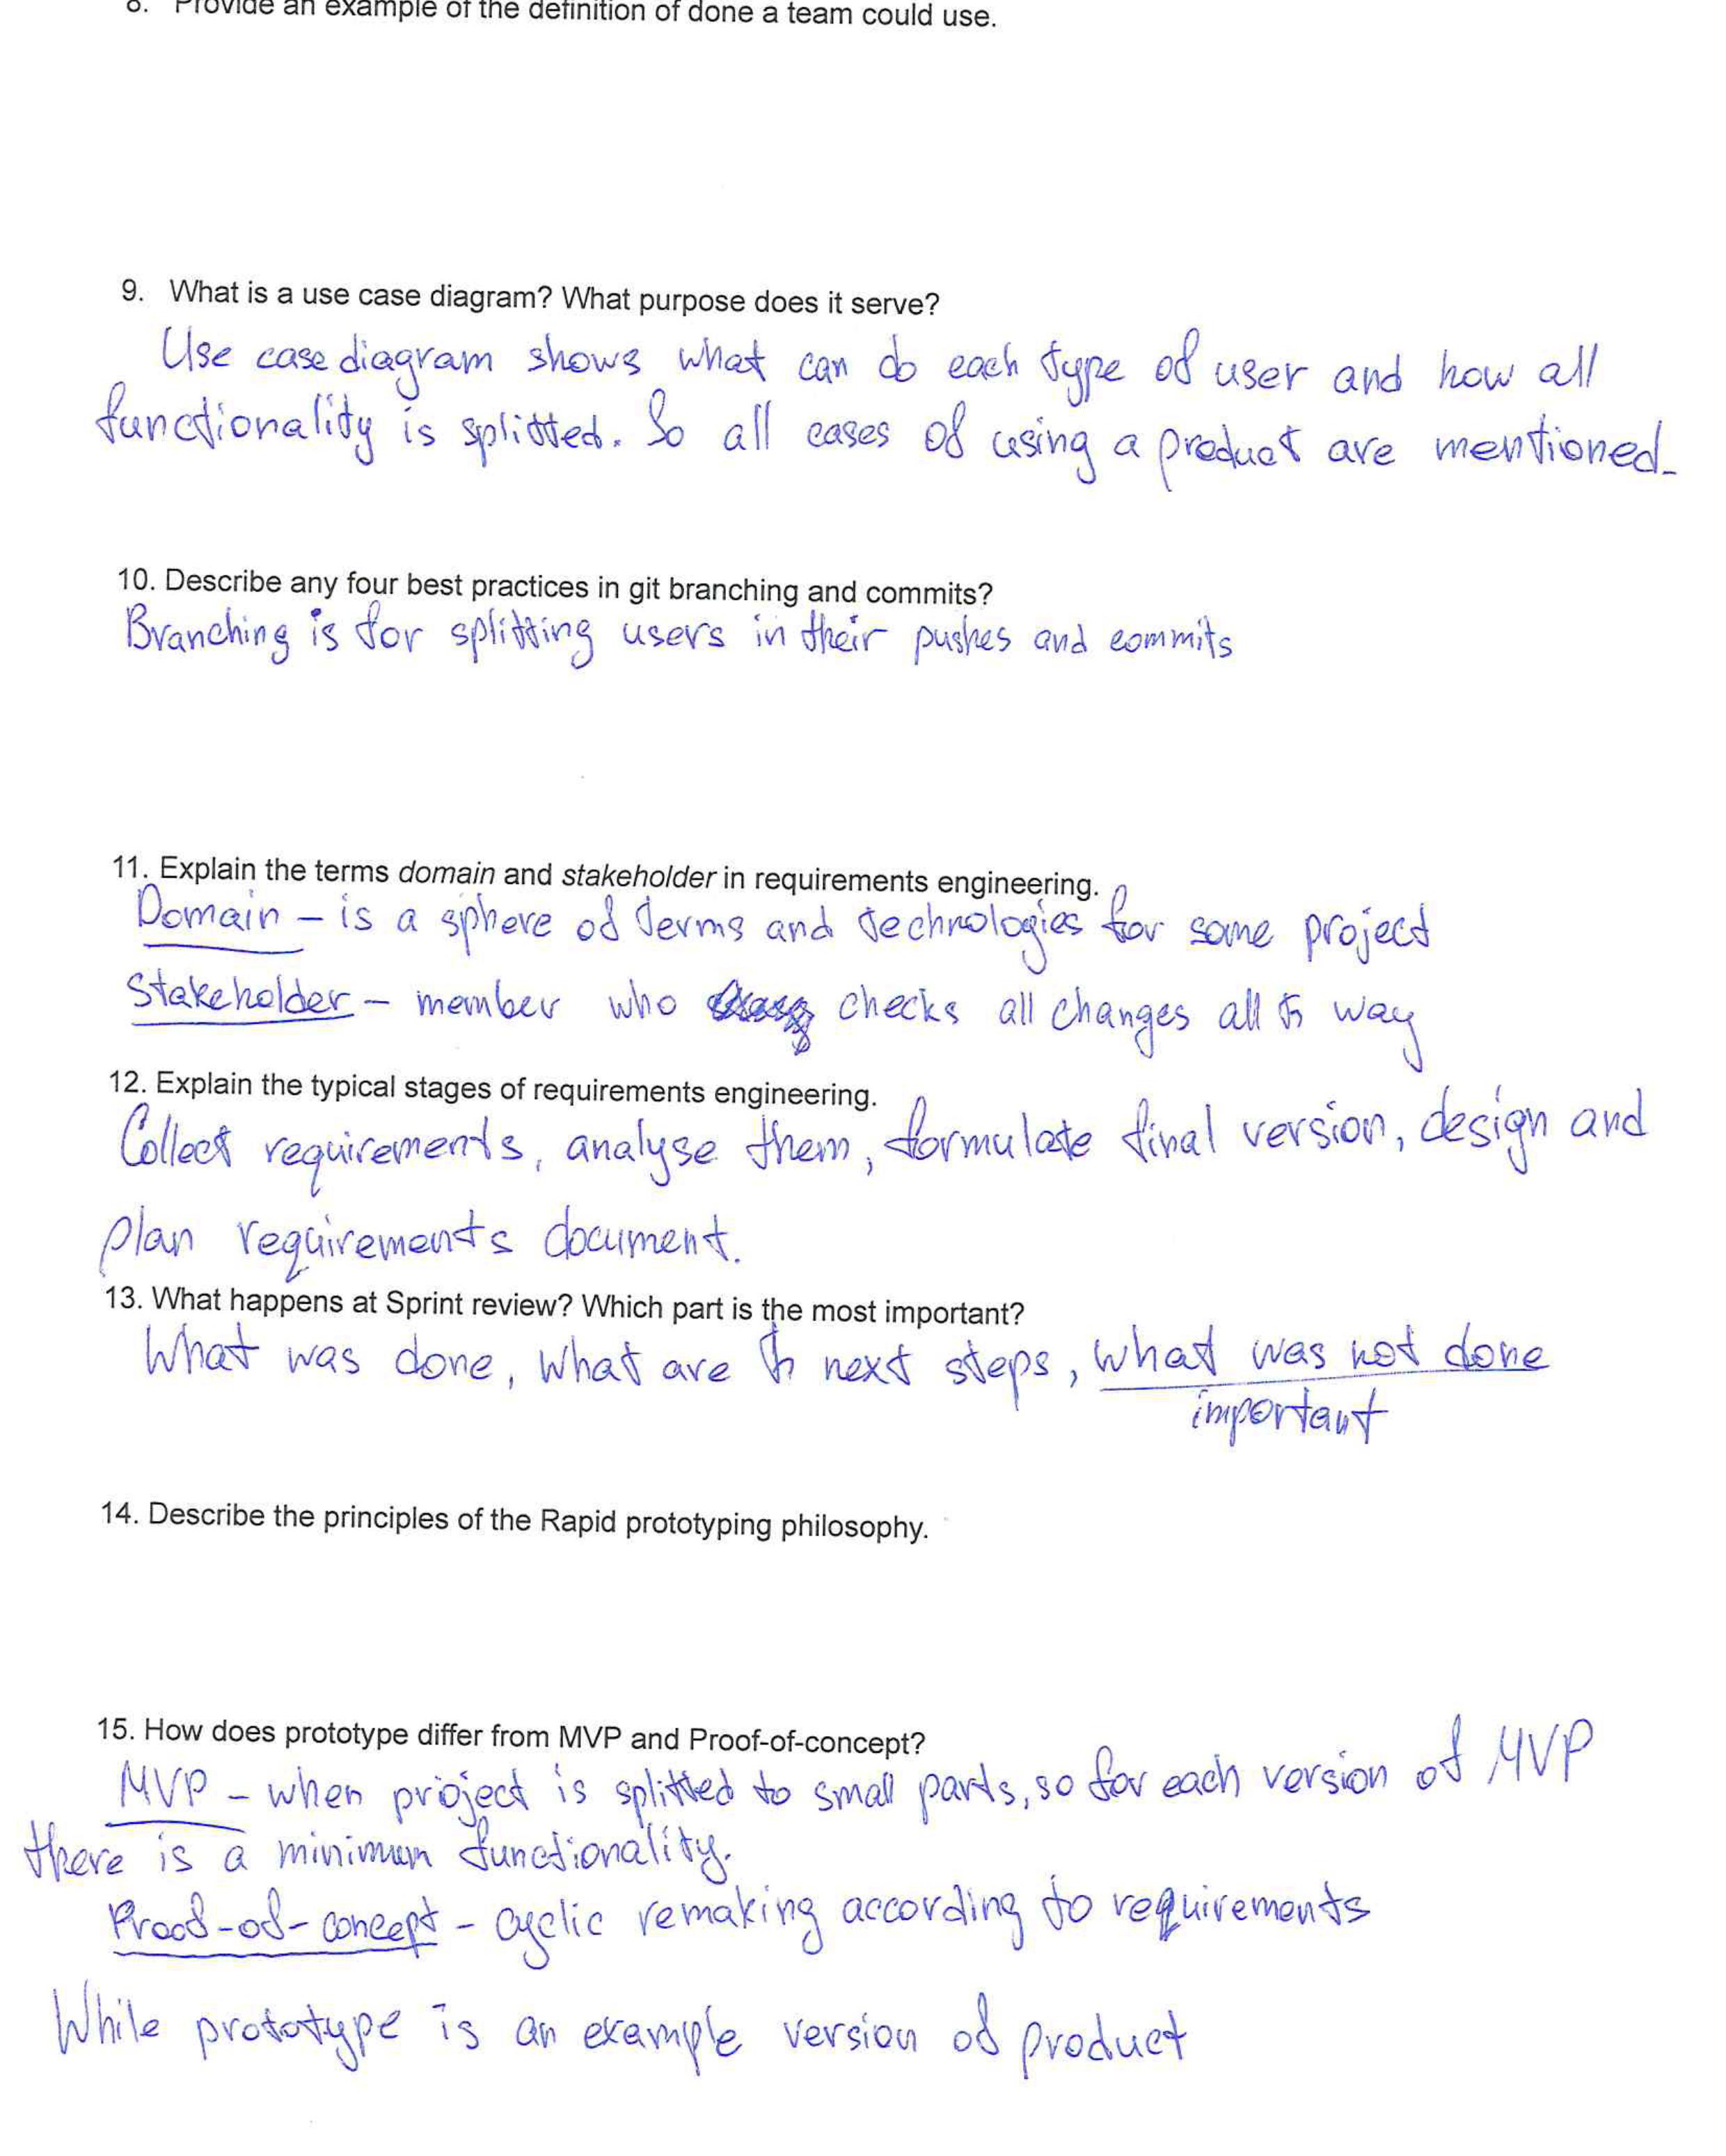 8. Provide an example of the definition of done a team could use.
9. What is a use case diagram? What purpose does it serve?
Use case diagram shows what can do each type of user and how all
functionality is splitted. So all cases of using a product are mentioned.
10. Describe any four best practices in git branching and commits?
Branching is for splitting users in their pushes and commits
11. Explain the terms domain and stakeholder in requirements engineering.
Domain - is a sphere of terms and technologies for some project
Stakeholder - member who checks all changes all way
12. Explain the typical stages of requirements engineering.
Collect requirements, analyse them, formulate final version, design and
plan requirements document.
13. What happens at Sprint review? Which part is the most important?
What was done, what are next steps, what was not done
important
14. Describe the principles of the Rapid prototyping philosophy.
15. How does prototype differ from MVP and Proof-of-concept?
MVP - when project is splitted to small parts, so for each version of MVP
there is a minimum functionality.
Proof-of-concept - cyclic remaking according to requirements
While prototype is an example version of product